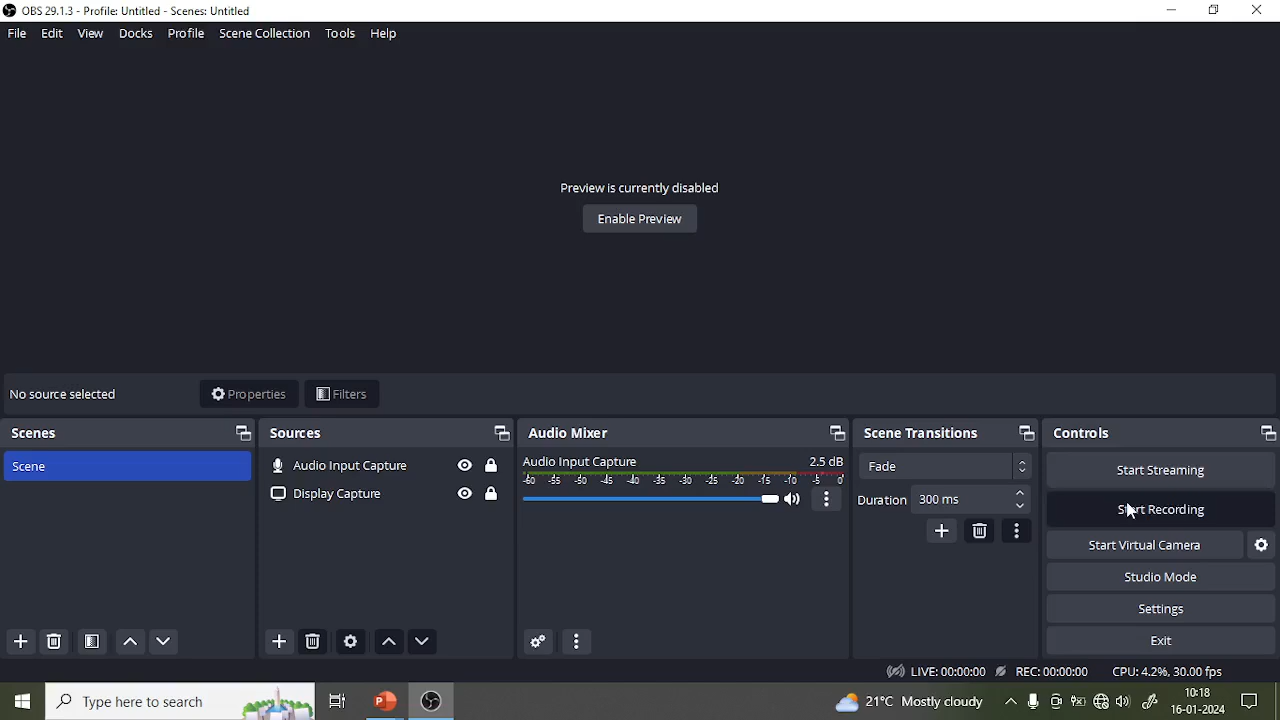 OBS 29.1.3 - Profile: Untitled - Scenes: Untitled
File Edit View Docks Profile Scene Collection Tools Help
Preview is currently disabled
Enable Preview
No source selected Properties Filters
Scenes
Scene
Sources
Audio Input Capture
Display Capture
Audio Mixer
Audio Input Capture 2.5 dB
-60 -55 -50 -45 -40 -35 -30 -25 -20 -15 -10 -5 0
Scene Transitions
Fade
Duration 300 ms
Controls
Start Streaming
Start Recording
Start Virtual Camera
Studio Mode
Settings
Exit
LIVE: 00:00:00 REC: 00:00:00 CPU: 4.2%, 30.00 fps
Type here to search
21°C Mostly cloudy
10:18
16-01-2024